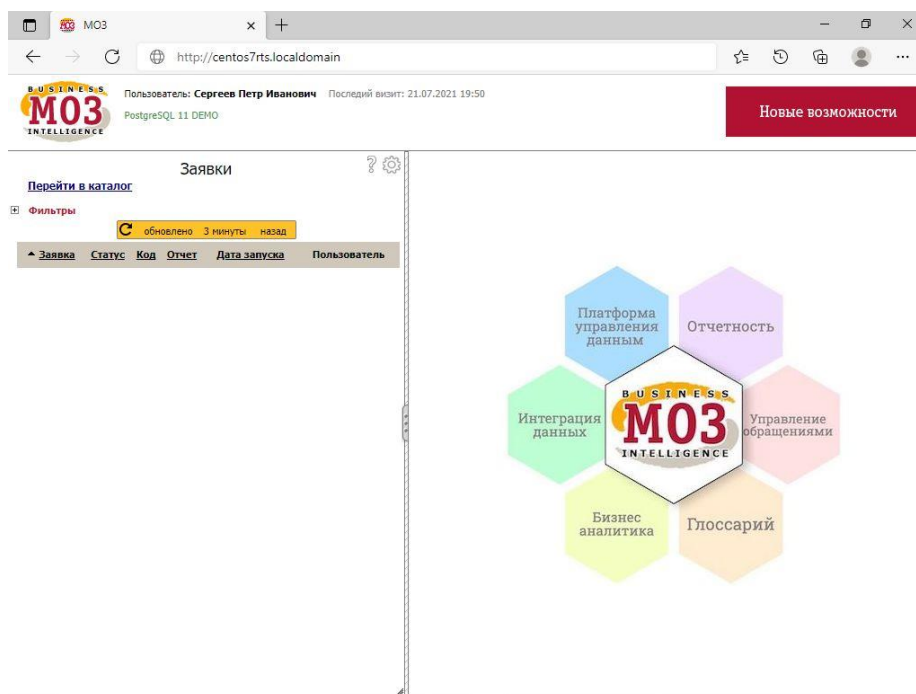 МОЗ
http://centos7rts.localdomain
BUSINESS
МОЗ
INTELLIGENCE
Пользователь: Сергеев Петр Иванович Последий визит: 21.07.2021 19:50
PostgreSQL 11 DEMO
Новые возможности
Заявки
Перейти в каталог
Фильтры
обновлено 3 минуты назад
Заявка Статус Код Отчет Дата запуска Пользователь
Платформа
управления
данным
Отчетность
Интеграция
данных
BUSINESS
МОЗ
INTELLIGENCE
Управление
обращениями
Бизнес
аналитика
Глоссарий